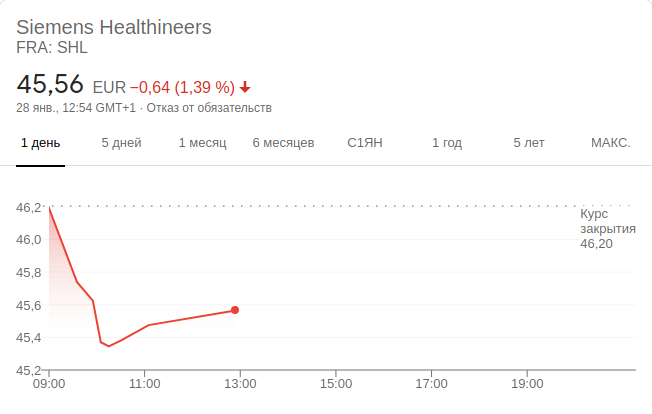 Siemens Healthineers
FRA: SHL
45,56 EUR −0,64 (1,39 %)
28 янв., 12:54 GMT+1 · Отказ от обязательств
1 день 5 дней 1 месяц 6 месяцев С1ЯН 1 год 5 лет МАКС.
46,2
Курс
закрытия
46,20
46,0
45,8
45,6
45,4
45,2
09:00 11:00 13:00 15:00 17:00 19:00